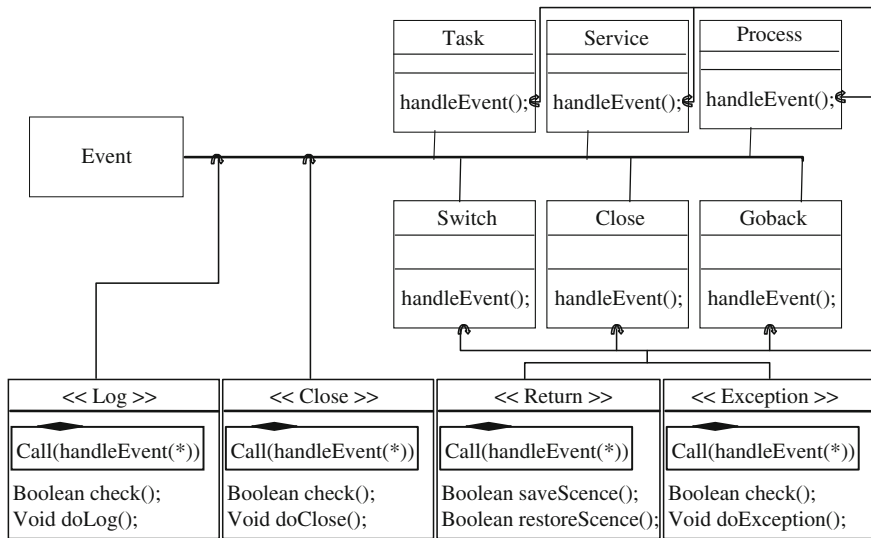 Task
Service
Process
handleEvent();
handleEvent();
handleEvent();
Event
Switch
Close
Goback
handleEvent();
handleEvent();
handleEvent();
<< Log >>
<< Close >>
<< Return >>
<< Exception >>
Call(handleEvent(*))
Call(handleEvent(*))
Call(handleEvent(*))
Call(handleEvent(*))
Boolean check();
Void doLog();
Boolean check();
Void doClose();
Boolean saveScence();
Boolean restoreScence();
Boolean check();
Void doException();